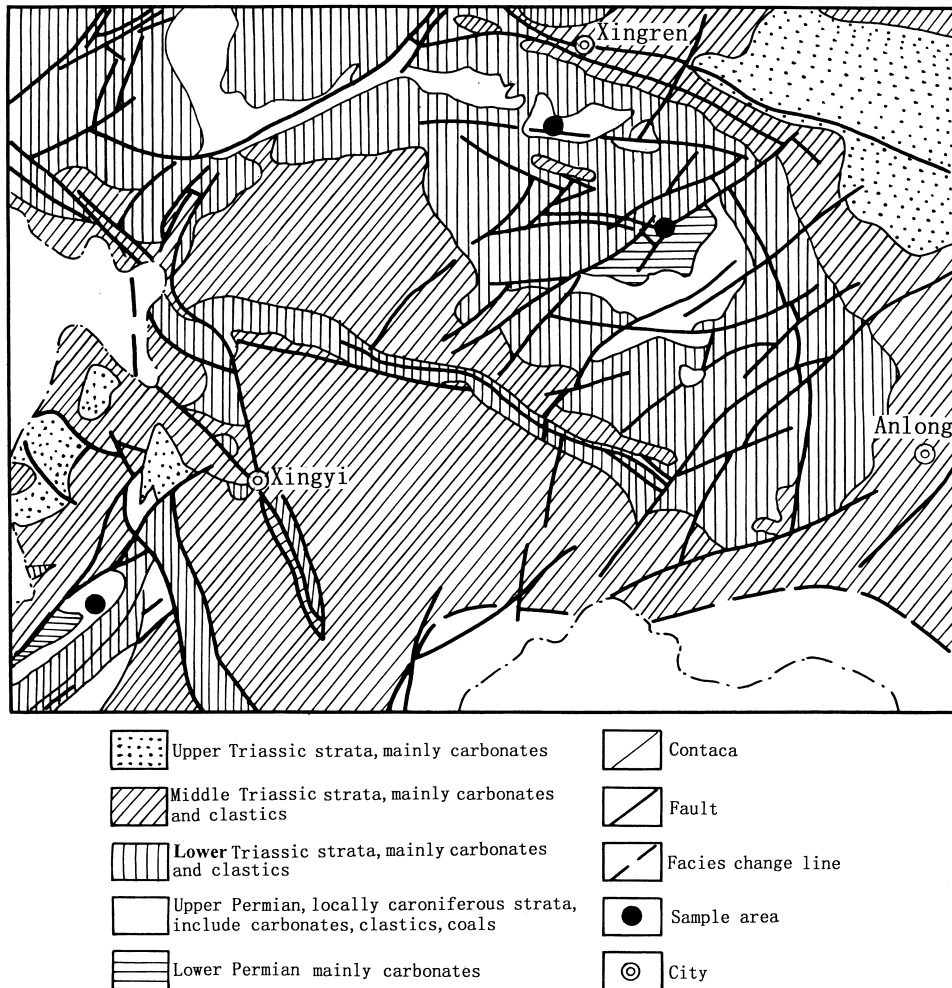 Xingren
Anlong
Xingyi
Upper Triassic strata, mainly carbonates
Middle Triassic strata, mainly carbonates
and clastics
Lower Triassic strata, mainly carbonates
and clastics
Upper Permian, locally caroniferous strata,
include carbonates, clastics, coals
Lower Permian mainly carbonates
Contaca
Fault
Facies change line
Sample area
City